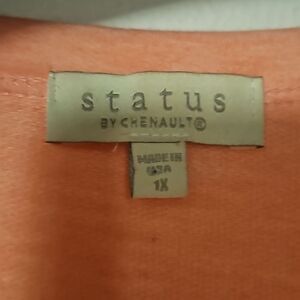 status
BY CHENAULT®
MADE IN
USA
1X